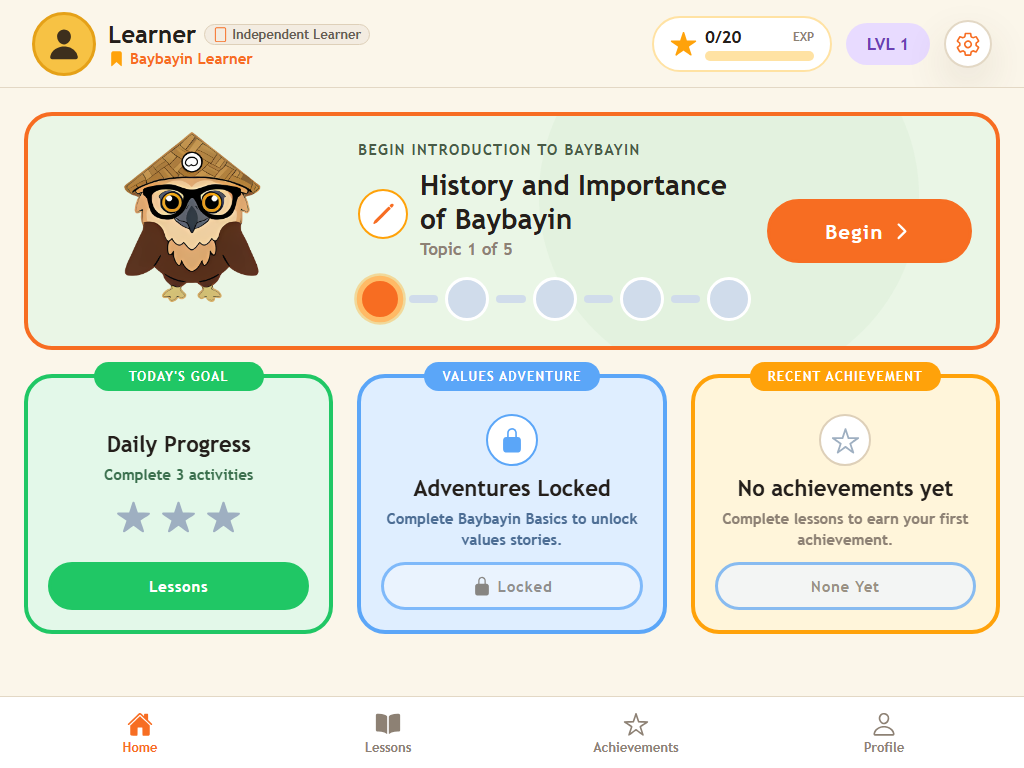 Learner
Independent Learner
Baybayin Learner
0/20
EXP
LVL 1
BEGIN INTRODUCTION TO BAYBAYIN
History and Importance
of Baybayin
Topic 1 of 5
Begin
TODAY'S GOAL
Daily Progress
Complete 3 activities
Lessons
VALUES ADVENTURE
Adventures Locked
Complete Baybayin Basics to unlock
values stories.
Locked
RECENT ACHIEVEMENT
No achievements yet
Complete lessons to earn your first
achievement.
None Yet
Home
Lessons
Achievements
Profile